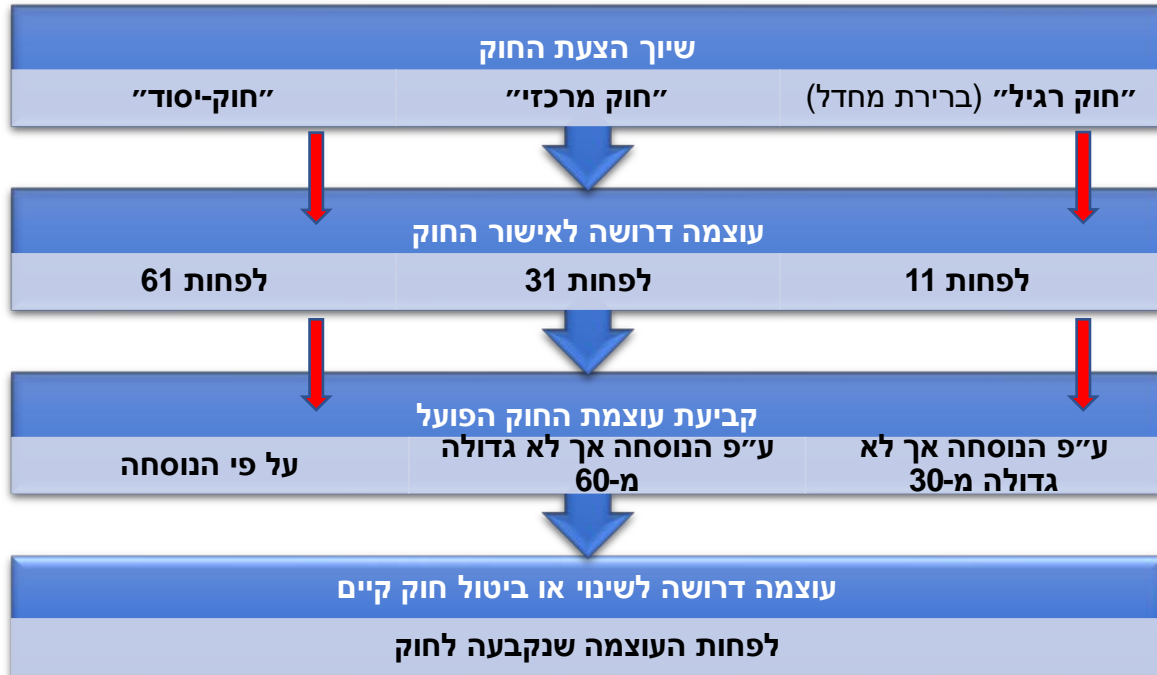 שיוך הצעת החוק
״חוק רגיל״ (ברירת מחדל)
״חוק מרכזי״
״חוק-יסוד״
עוצמה דרושה לאישור החוק
לפחות 11
לפחות 31
לפחות 61
קביעת עוצמת החוק הפועל
ע״פ הנוסחה אך לא
גדולה מ-30
ע״פ הנוסחה אך לא גדולה
מ-60
על פי הנוסחה
עוצמה דרושה לשינוי או ביטול חוק קיים
לפחות העוצמה שנקבעה לחוק